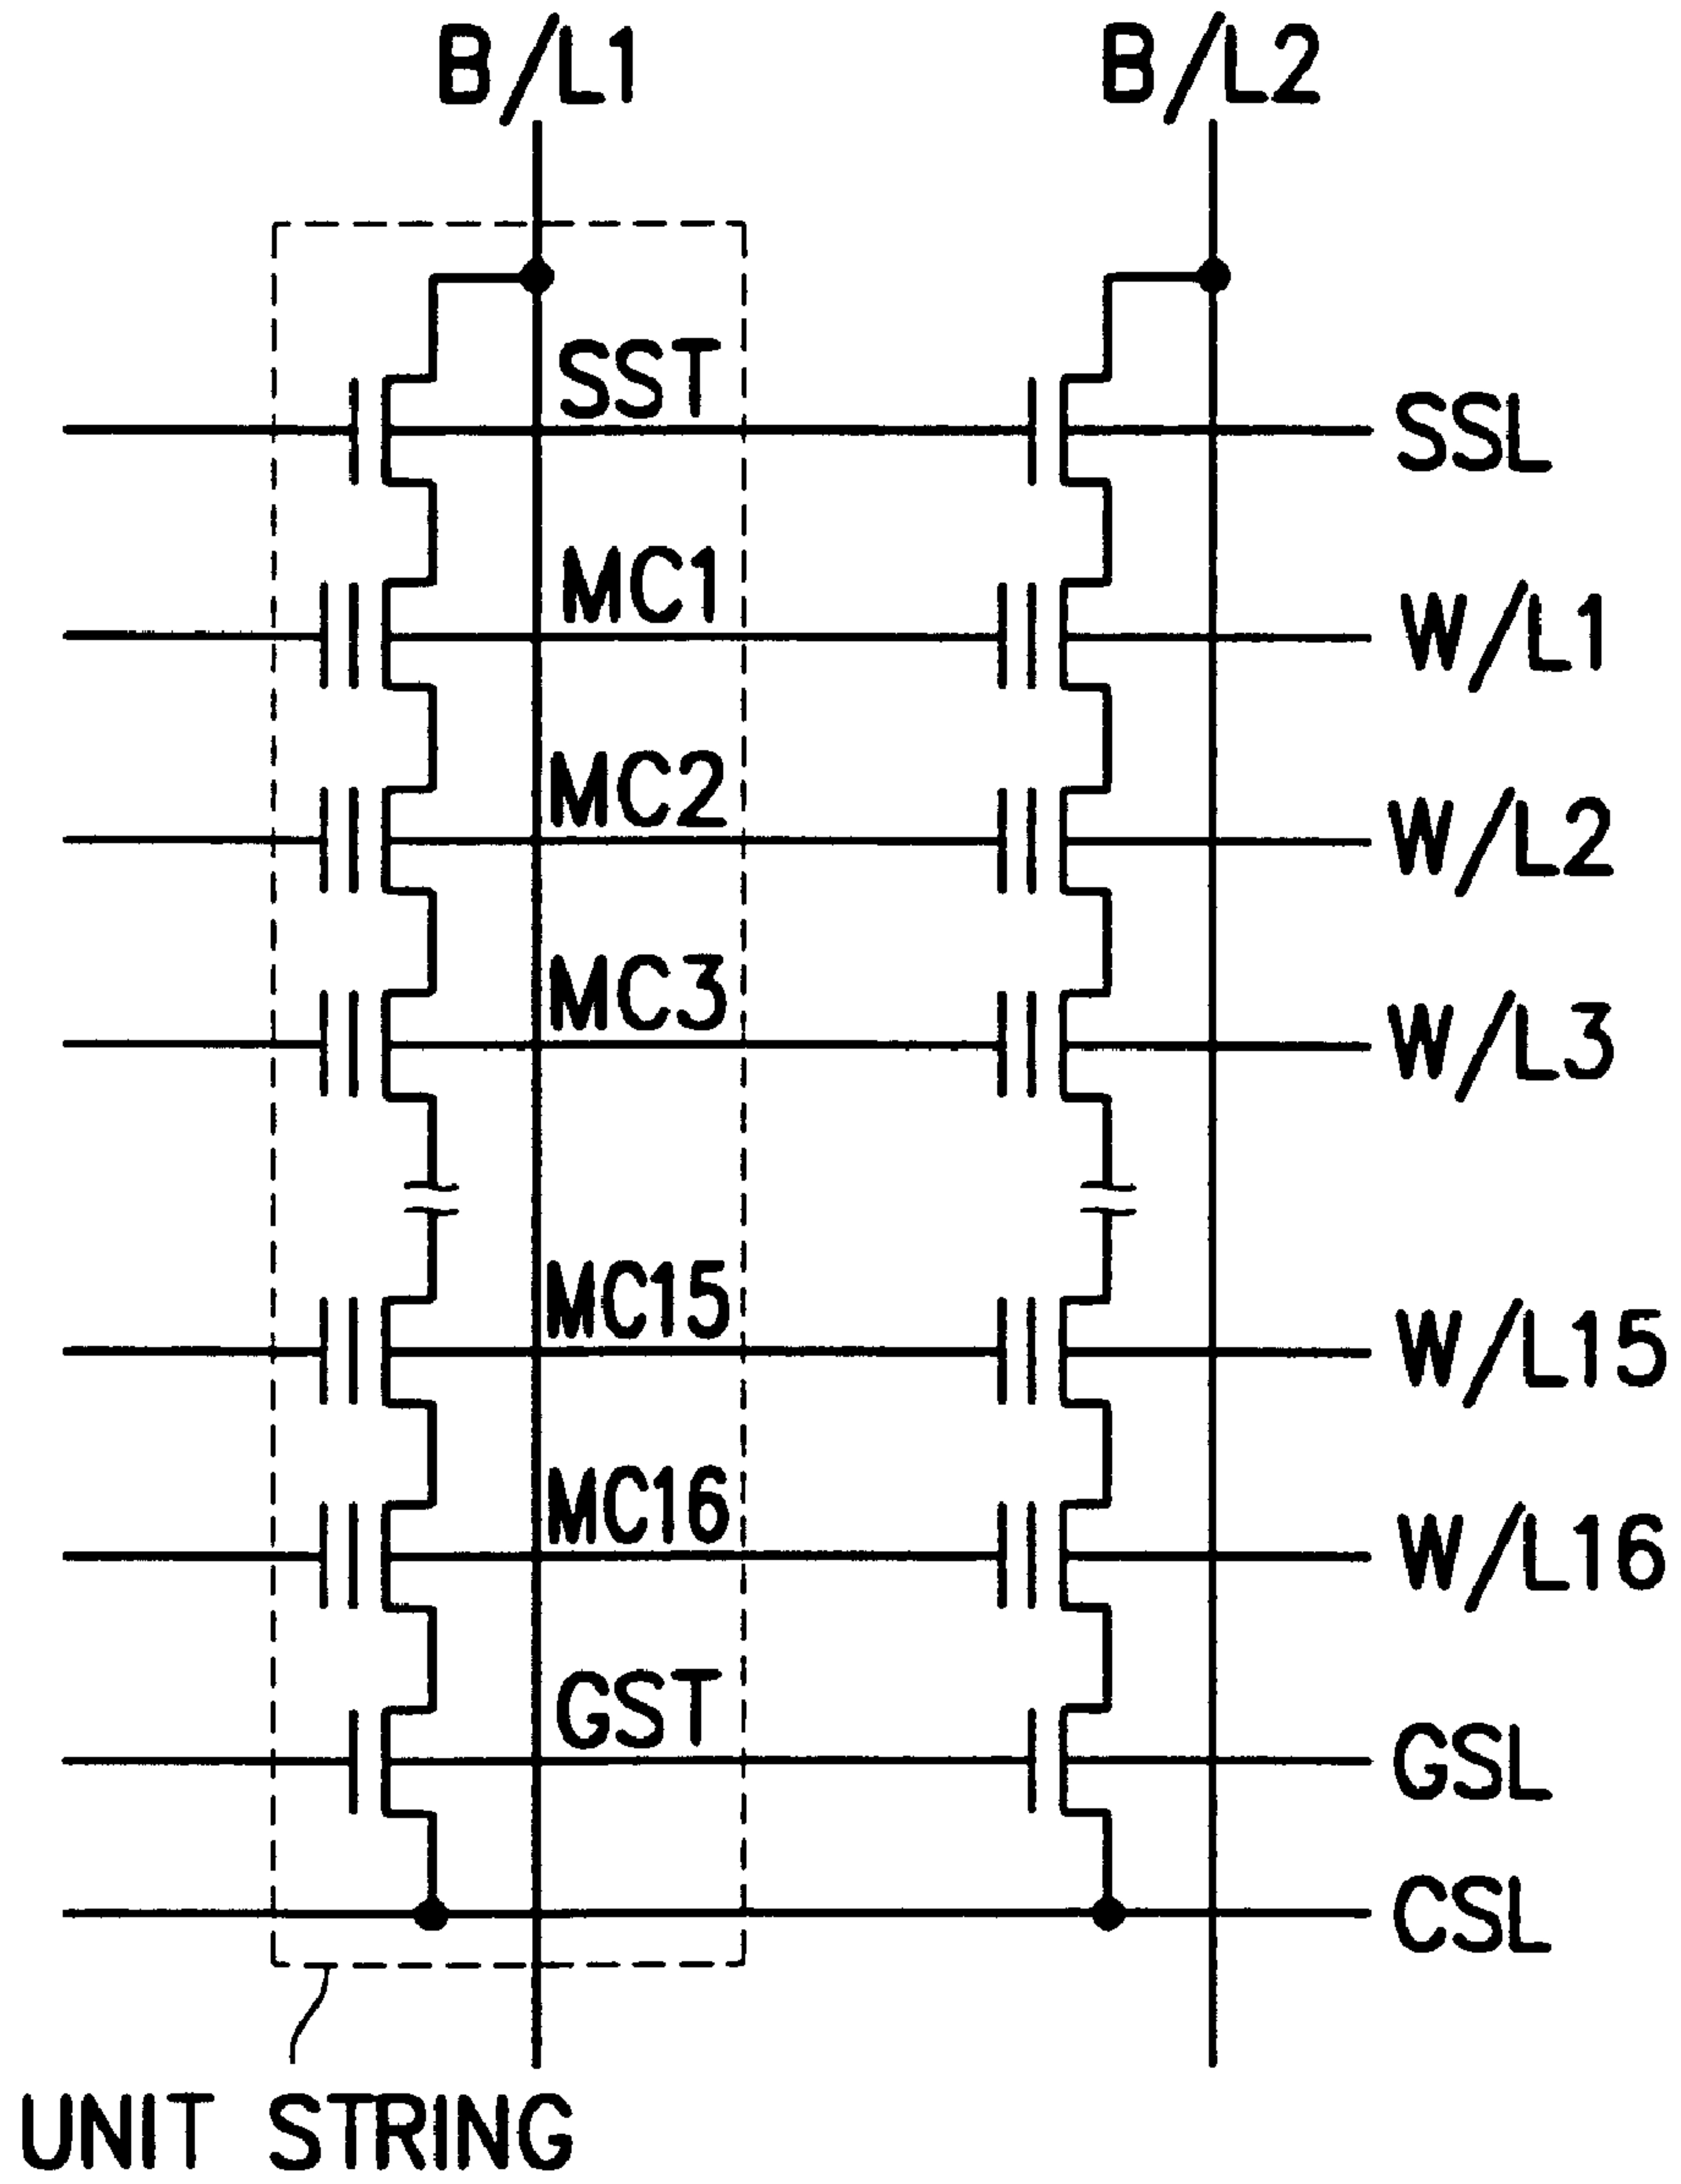 B/L1
B/L2
SST
SSL
MC1
W/L1
MC2
W/L2
MC3
W/L3
MC15
W/L15
MC16
W/L16
GST
GSL
CSL
UNIT STRING